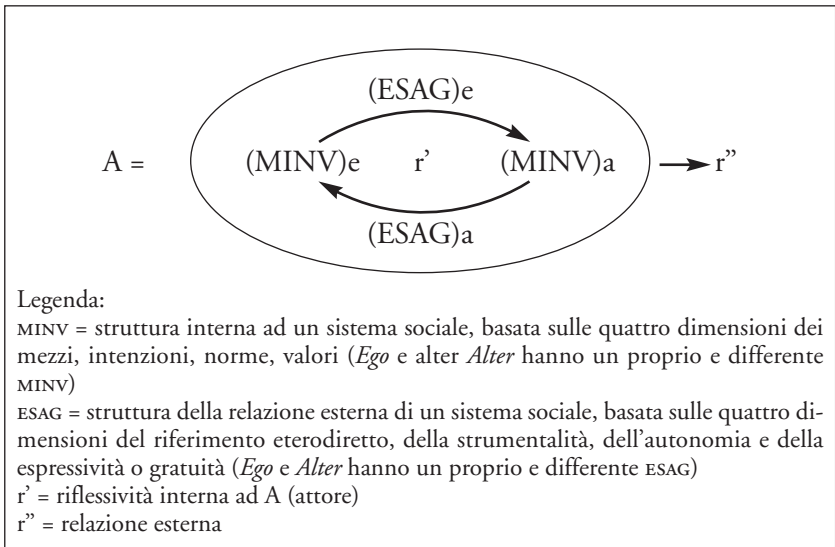 (ESAG)e
A = (MINV)e r' (MINV)a r”
(ESAG)a
Legenda:
MINV = struttura interna ad un sistema sociale, basata sulle quattro dimensioni dei
mezzi, intenzioni, norme, valori (Ego e alter Alter hanno un proprio e differente
MINV)
ESAG = struttura della relazione esterna di un sistema sociale, basata sulle quattro di-
mensioni del riferimento eterodiretto, della strumentalità, dell'autonomia e della
espressività o gratuità (Ego e Alter hanno un proprio e differente ESAG)
r' = riflessività interna ad A (attore)
r” = relazione esterna